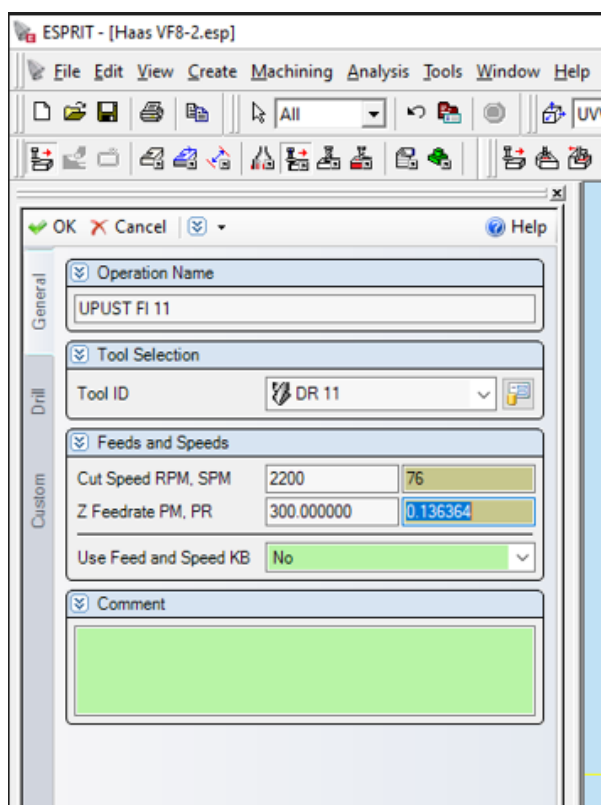 ESPRIT - [Haas VF8-2.esp]
File Edit View Create Machining Analysis Tools Window Help
All
OK Cancel Help
General
Operation Name
UPUST FI 11
Tool Selection
Drill
Tool ID DR 11
Feeds and Speeds
Custom
Cut Speed RPM, SPM 2200 76
Z Feedrate PM, PR 300.000000 0.136364
Use Feed and Speed KB No
Comment